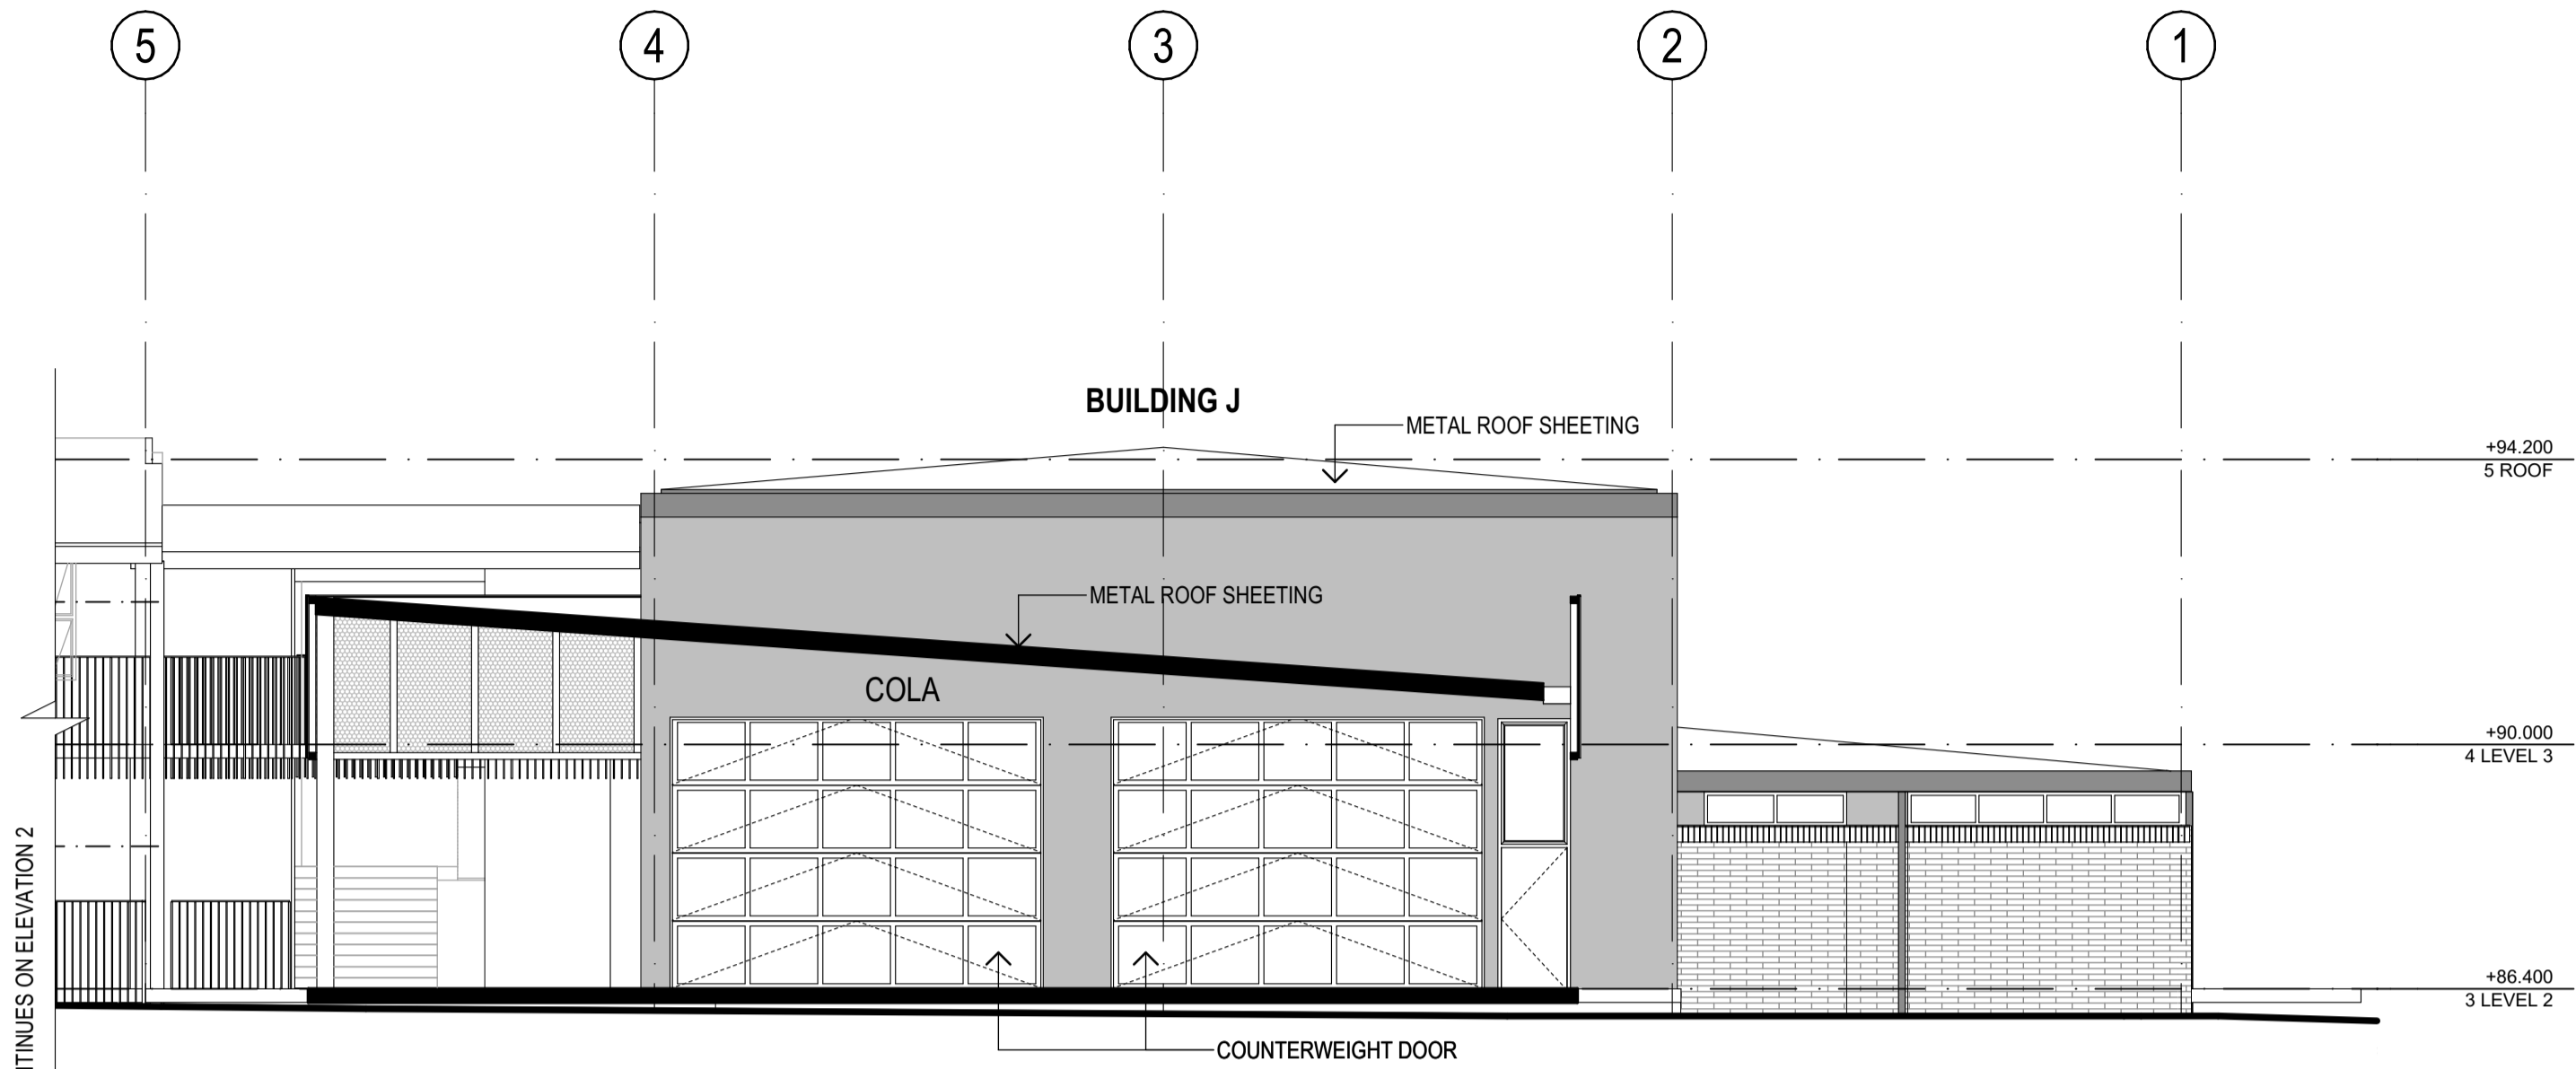 5 4 3 2 1
BUILDING J
METAL ROOF SHEETING
+94.200
5 ROOF
METAL ROOF SHEETING
COLA
+90.000
4 LEVEL 3
+86.400
3 LEVEL 2
COUNTERWEIGHT DOOR
ON ELEVATION 2